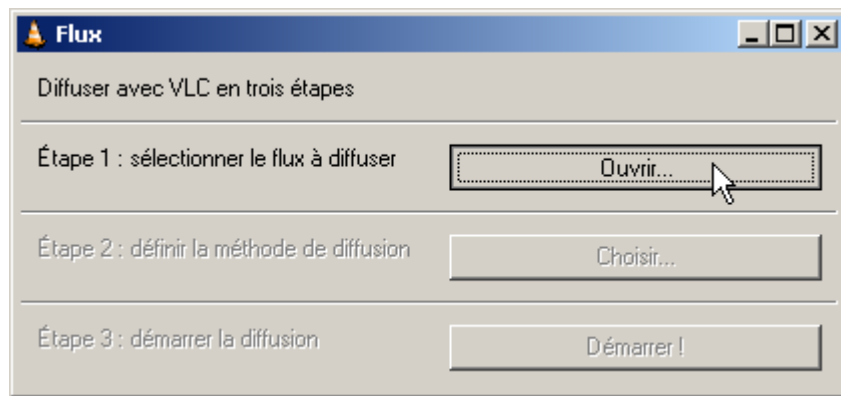 Flux
Diffuser avec VLC en trois étapes
Étape 1 : sélectionner le flux à diffuser
Ouvrir...
Étape 2 : définir la méthode de diffusion
Choisir...
Étape 3 : démarrer la diffusion
Démarrer !